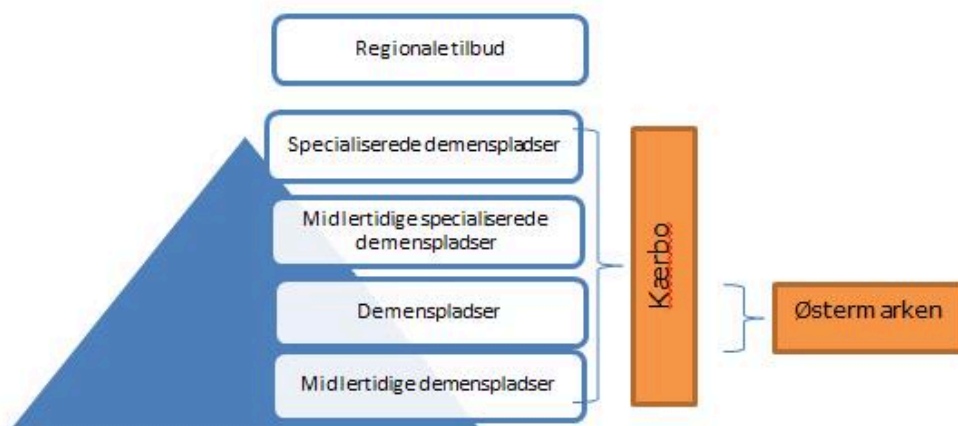 Regionale tilbud
Specialiserede demenspladser
Midlertidige specialiserede
demenspladser
Demenspladser
Midlertidige demenspladser
Kærbo
Østermarken